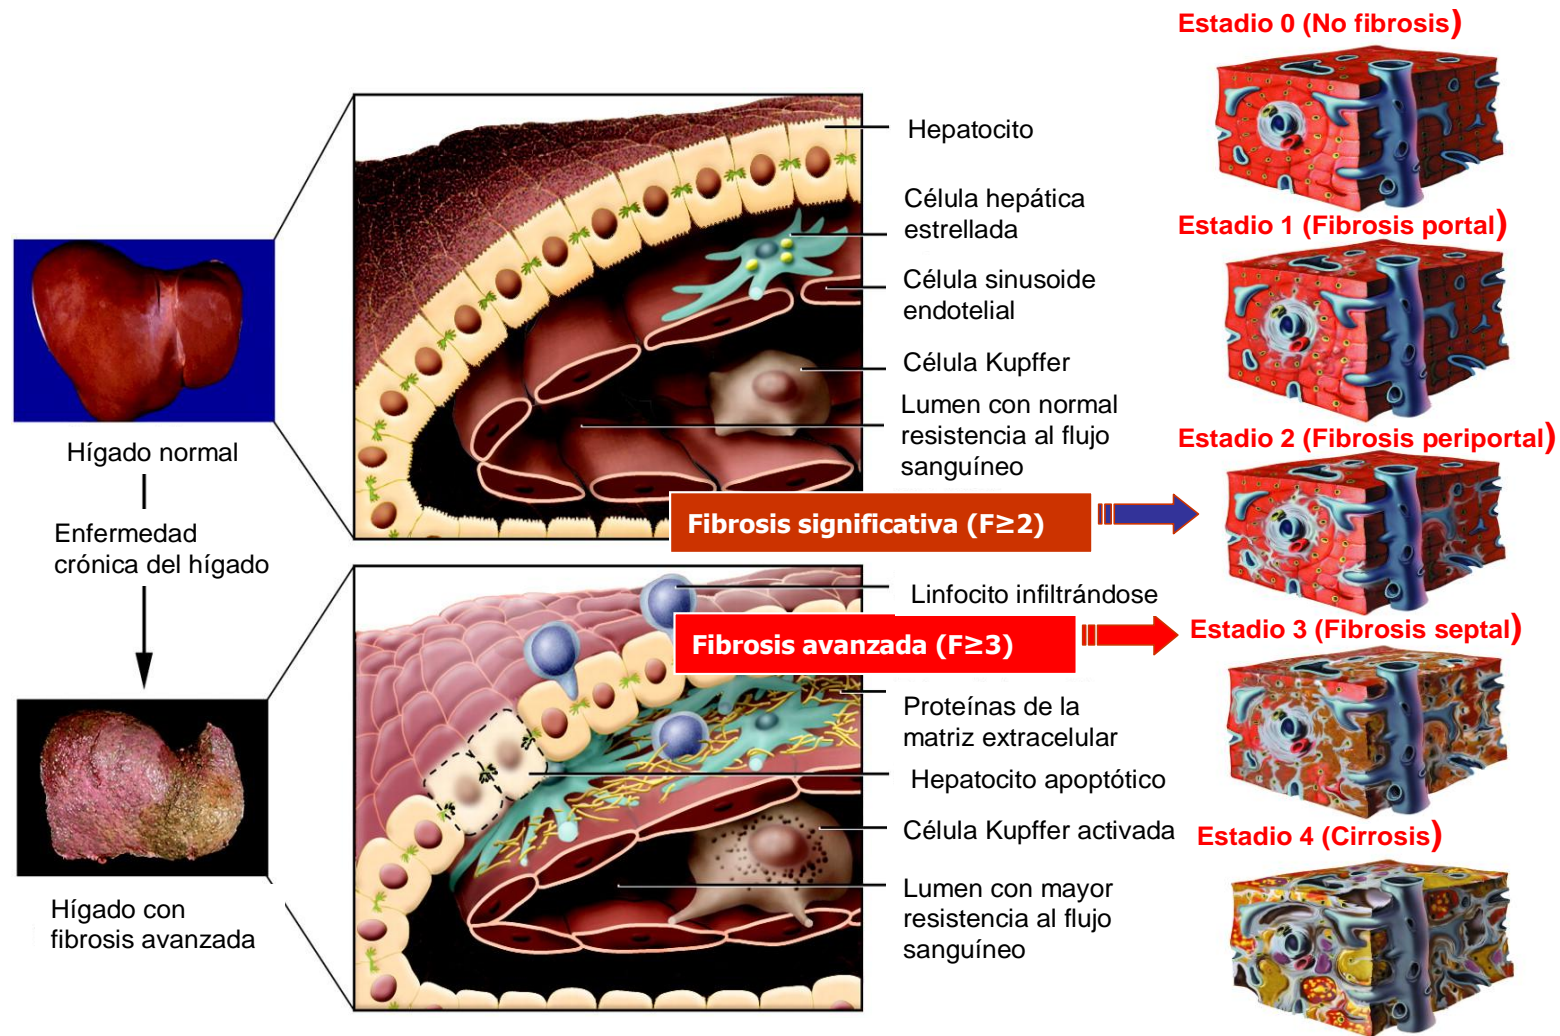 Estadio 0 (No fibrosis)
Hepatocito
Célula hepática
estrellada
Estadio 1 (Fibrosis portal)
Célula sinusoide
endotelial
Célula Kupffer
Lumen con normal
resistencia al flujo
sanguíneo
Hígado normal
Estadio 2 (Fibrosis periportal)
Fibrosis significativa (F≥2)
Enfermedad
crónica del hígado
Linfocito infiltrándose
Fibrosis avanzada (F≥3)
Estadio 3 (Fibrosis septal)
Proteínas de la
matriz extracelular
Hepatocito apoptótico
Célula Kupffer activada
Estadio 4 (Cirrosis)
Lumen con mayor
resistencia al flujo
sanguíneo
Hígado con
fibrosis avanzada